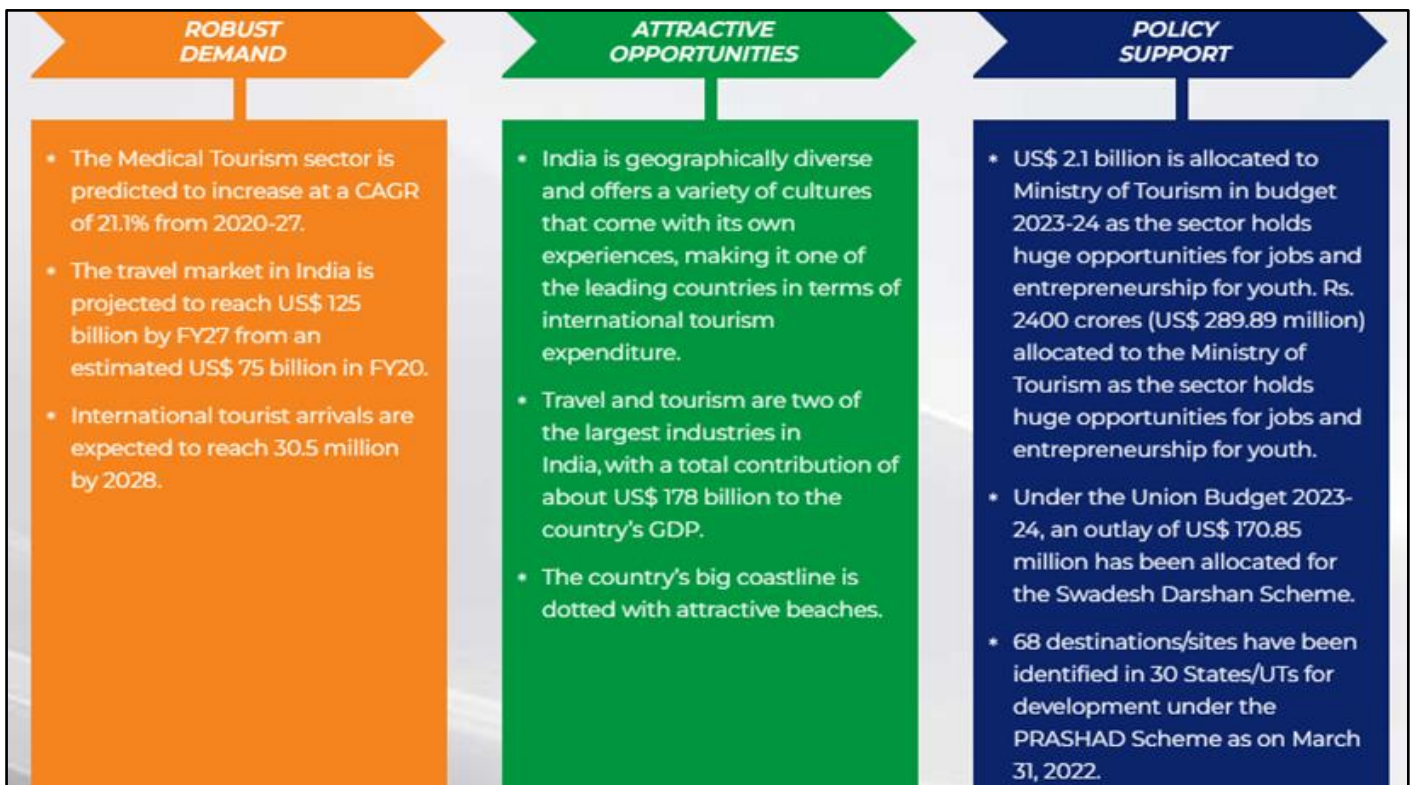 ROBUST
DEMAND
* The Medical Tourism sector is
predicted to increase at a CAGR
of 21.1% from 2020-27.
* The travel market in India is
projected to reach US$ 125
billion by FY27 from an
estimated US$ 75 billion in FY20.
* International tourist arrivals are
expected to reach 30.5 million
by 2028.
ATTRACTIVE
OPPORTUNITIES
* India is geographically diverse
and offers a variety of cultures
that come with its own
experiences, making it one of
the leading countries in terms of
international tourism
expenditure.
* Travel and tourism are two of
the largest industries in
India, with a total contribution of
about US$ 178 billion to the
country's GDP.
* The country's big coastline is
dotted with attractive beaches.
POLICY
SUPPORT
* US$ 2.1 billion is allocated to
Ministry of Tourism in budget
2023-24 as the sector holds
huge opportunities for jobs and
entrepreneurship for youth. Rs.
2400 crores (US$ 289.89 million)
allocated to the Ministry of
Tourism as the sector holds
huge opportunities for jobs and
entrepreneurship for youth.
* Under the Union Budget 2023-
24, an outlay of US$ 170.85
million has been allocated for
the Swadesh Darshan Scheme.
* 68 destinations/sites have been
identified in 30 States/UTs for
development under the
PRASHAD Scheme as on March
31, 2022.